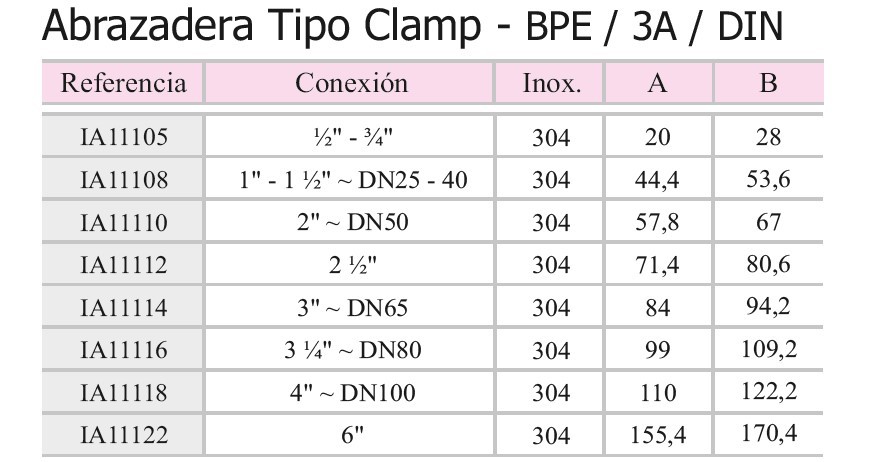 Abrazadera Tipo Clamp - BPE / 3A / DIN
Referencia Conexión Inox. A B
IA11105 ½" - ¾" 304 20 28
IA11108 1" - 1 ½" ~ DN25 - 40 304 44,4 53,6
IA11110 2" ~ DN50 304 57,8 67
IA11112 2 ½" 304 71,4 80,6
IA11114 3" ~ DN65 304 84 94,2
IA11116 3 ¼" ~ DN80 304 99 109,2
IA11118 4" ~ DN100 304 110 122,2
IA11122 6" 304 155,4 170,4